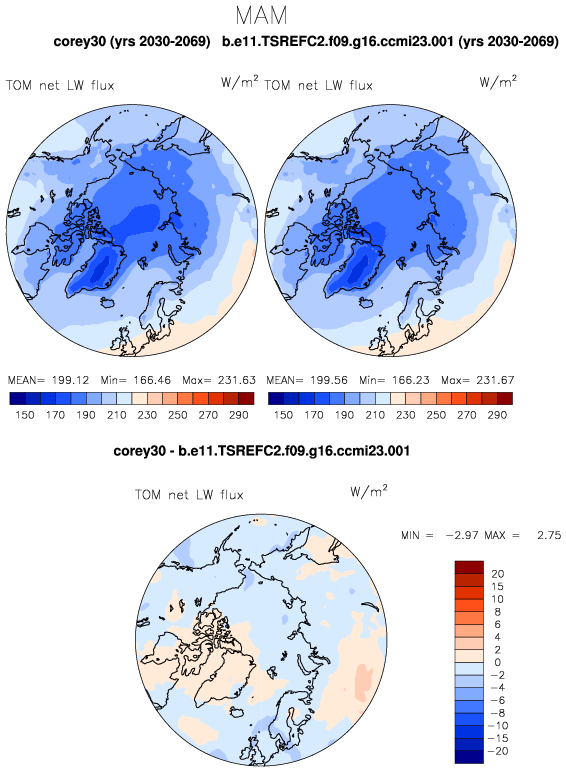 MAM
corey30 (yrs 2030-2069) b.e11.TSREFC2.f09.g16.ccmi23.001 (yrs 2030-2069)
TOM net LW flux W/m² TOM net LW flux W/m²
MEAN= 199.12 Min= 166.46 Max= 231.63 MEAN= 199.56 Min= 166.23 Max= 231.67
150 170 190 210 230 250 270 290 150 170 190 210 230 250 270 290
corey30 - b.e11.TSREFC2.f09.g16.ccmi23.001
TOM net LW flux W/m²
MIN = -2.97 MAX = 2.75
20
15
10
8
6
4
2
0
-2
-4
-6
-8
-10
-15
-20